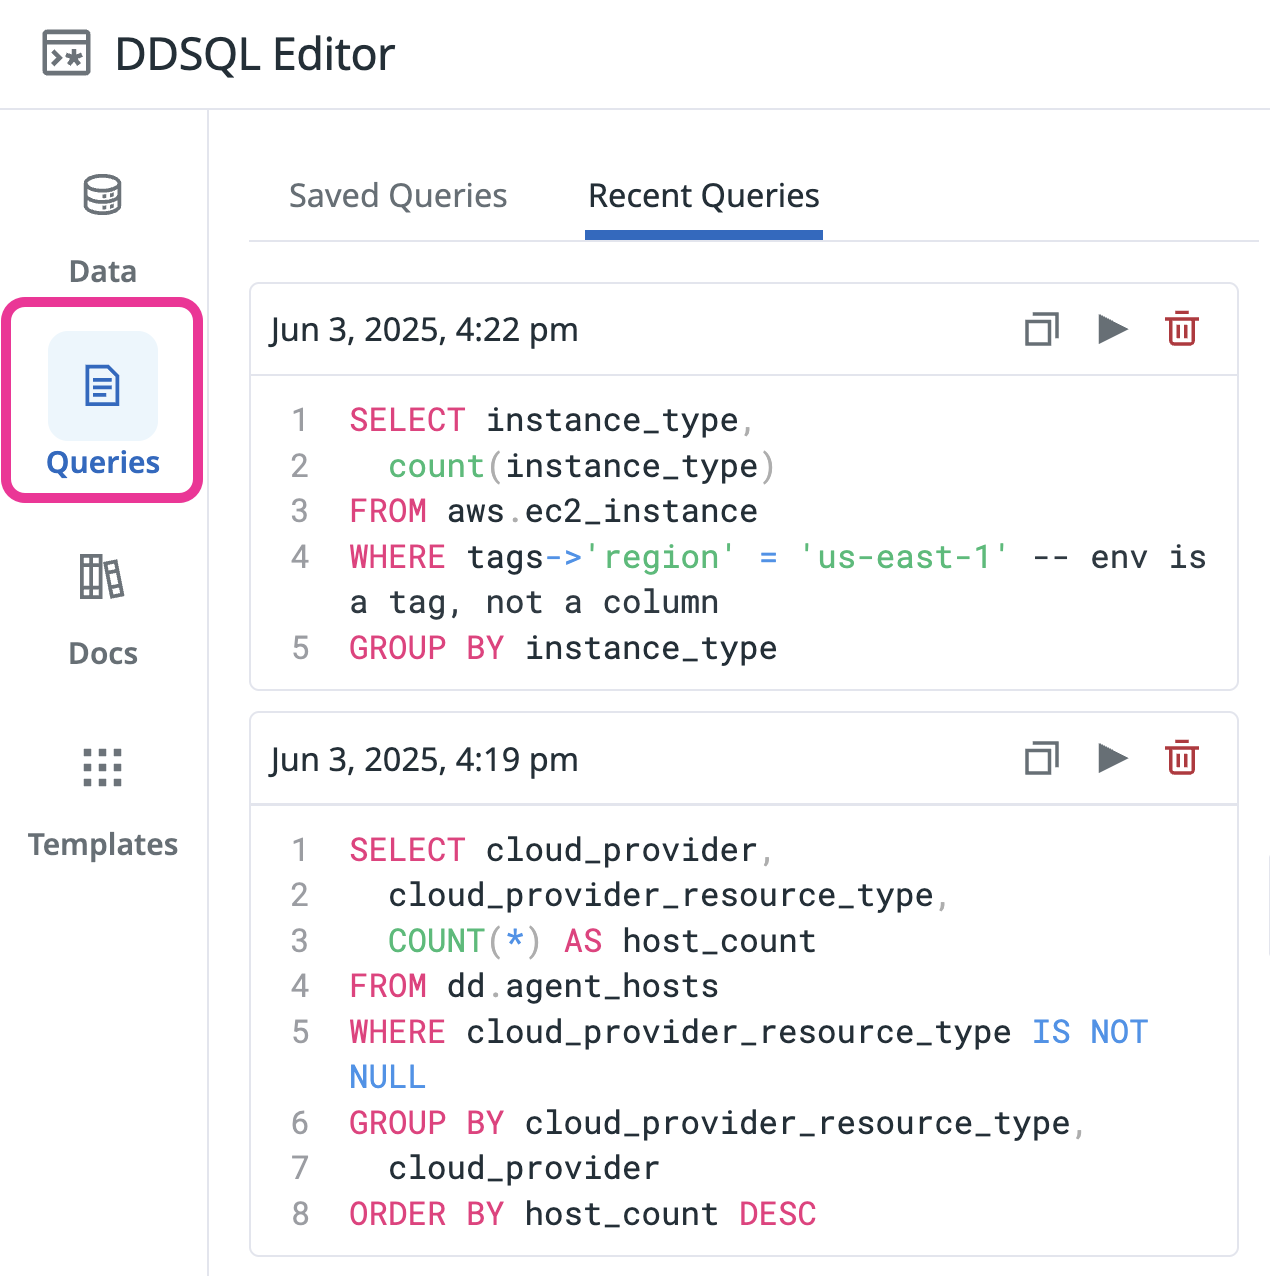 DDSQL Editor
Data
Queries
Docs
Templates
Saved Queries
Recent Queries
Jun 3, 2025, 4:22 pm
1 SELECT instance_type,
2 count(instance_type)
3 FROM aws.ec2_instance
4 WHERE tags->'region' = 'us-east-1' -- env is
a tag, not a column
5 GROUP BY instance_type
Jun 3, 2025, 4:19 pm
1 SELECT cloud_provider,
2 cloud_provider_resource_type,
3 COUNT(*) AS host_count
4 FROM dd.agent_hosts
5 WHERE cloud_provider_resource_type IS NOT
NULL
6 GROUP BY cloud_provider_resource_type,
7 cloud_provider
8 ORDER BY host_count DESC